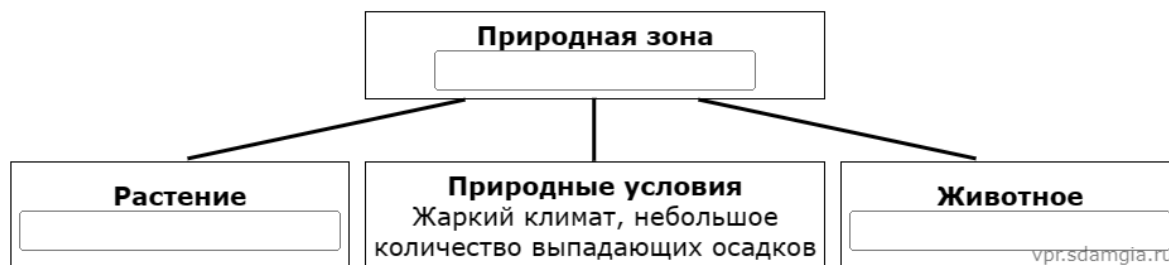 Природная зона
Растение
Природные условия
Жаркий климат, небольшое
количество выпадающих осадков
Животное
vpr.sdamgia.ru